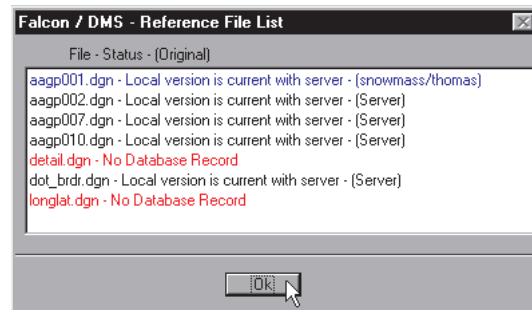 Falcon / DMS - Reference File List
File - Status - (Original)
aagp001.dgn - Local version is current with server - (snowmass/thomas)
aagp002.dgn - Local version is current with server - (Server)
aagp007.dgn - Local version is current with server - (Server)
aagp010.dgn - Local version is current with server - (Server)
detail.dgn - No Database Record
dot_brdr.dgn - Local version is current with server - (Server)
longlat.dgn - No Database Record
Ok